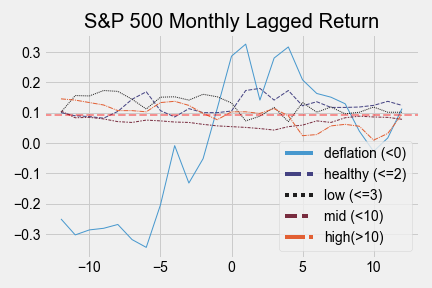 S&P 500 Monthly Lagged Return
0.3
0.2
0.1
0.0
−0.1
−0.2
−0.3
−10
−5
0
5
10
deflation (<0)
healthy (<=2)
low (<=3)
mid (<10)
high(>10)